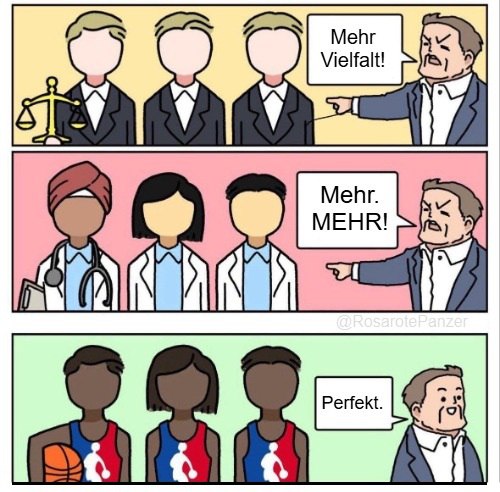 Mehr
Vielfalt!
Mehr.
MEHR!
@RosarotePanzer
Perfekt.